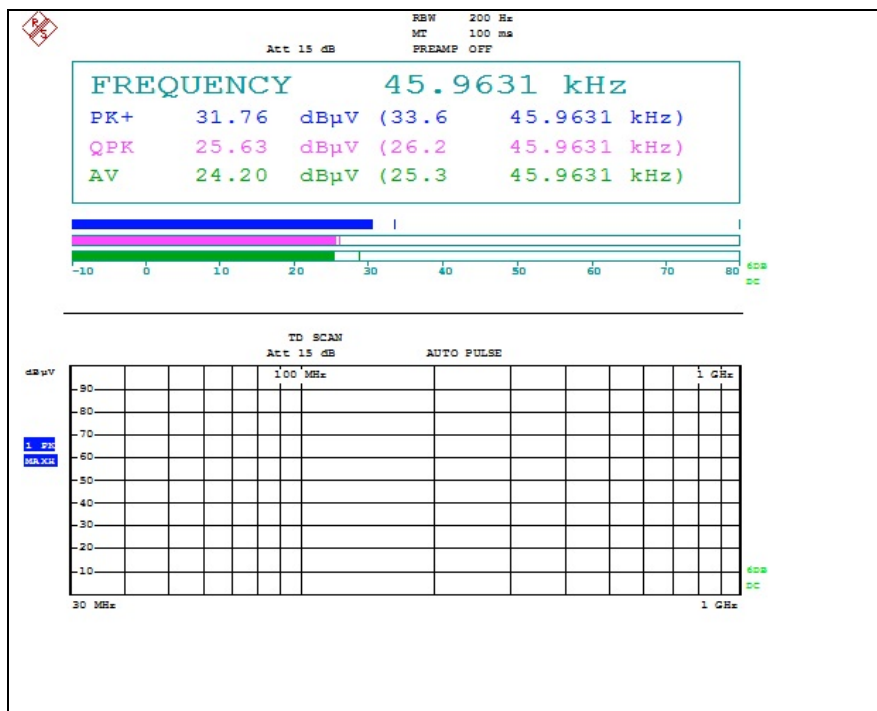 R S
RBW 200 Hz
MT 100 ms
Att 15 dB PREAMP OFF
FREQUENCY 45.9631 kHz
PK+ 31.76 dBµV (33.6 45.9631 kHz)
QPK 25.63 dBµV (26.2 45.9631 kHz)
AV 24.20 dBµV (25.3 45.9631 kHz)
-10 0 10 20 30 40 50 60 70 80
6DB
DC
TD SCAN
Att 15 dB AUTO PULSE
dBµV
100 MHz 1 GHz
90
80
70
1 PK
MAXH
60
50
40
30
20
10
6DB
DC
30 MHz 1 GHz